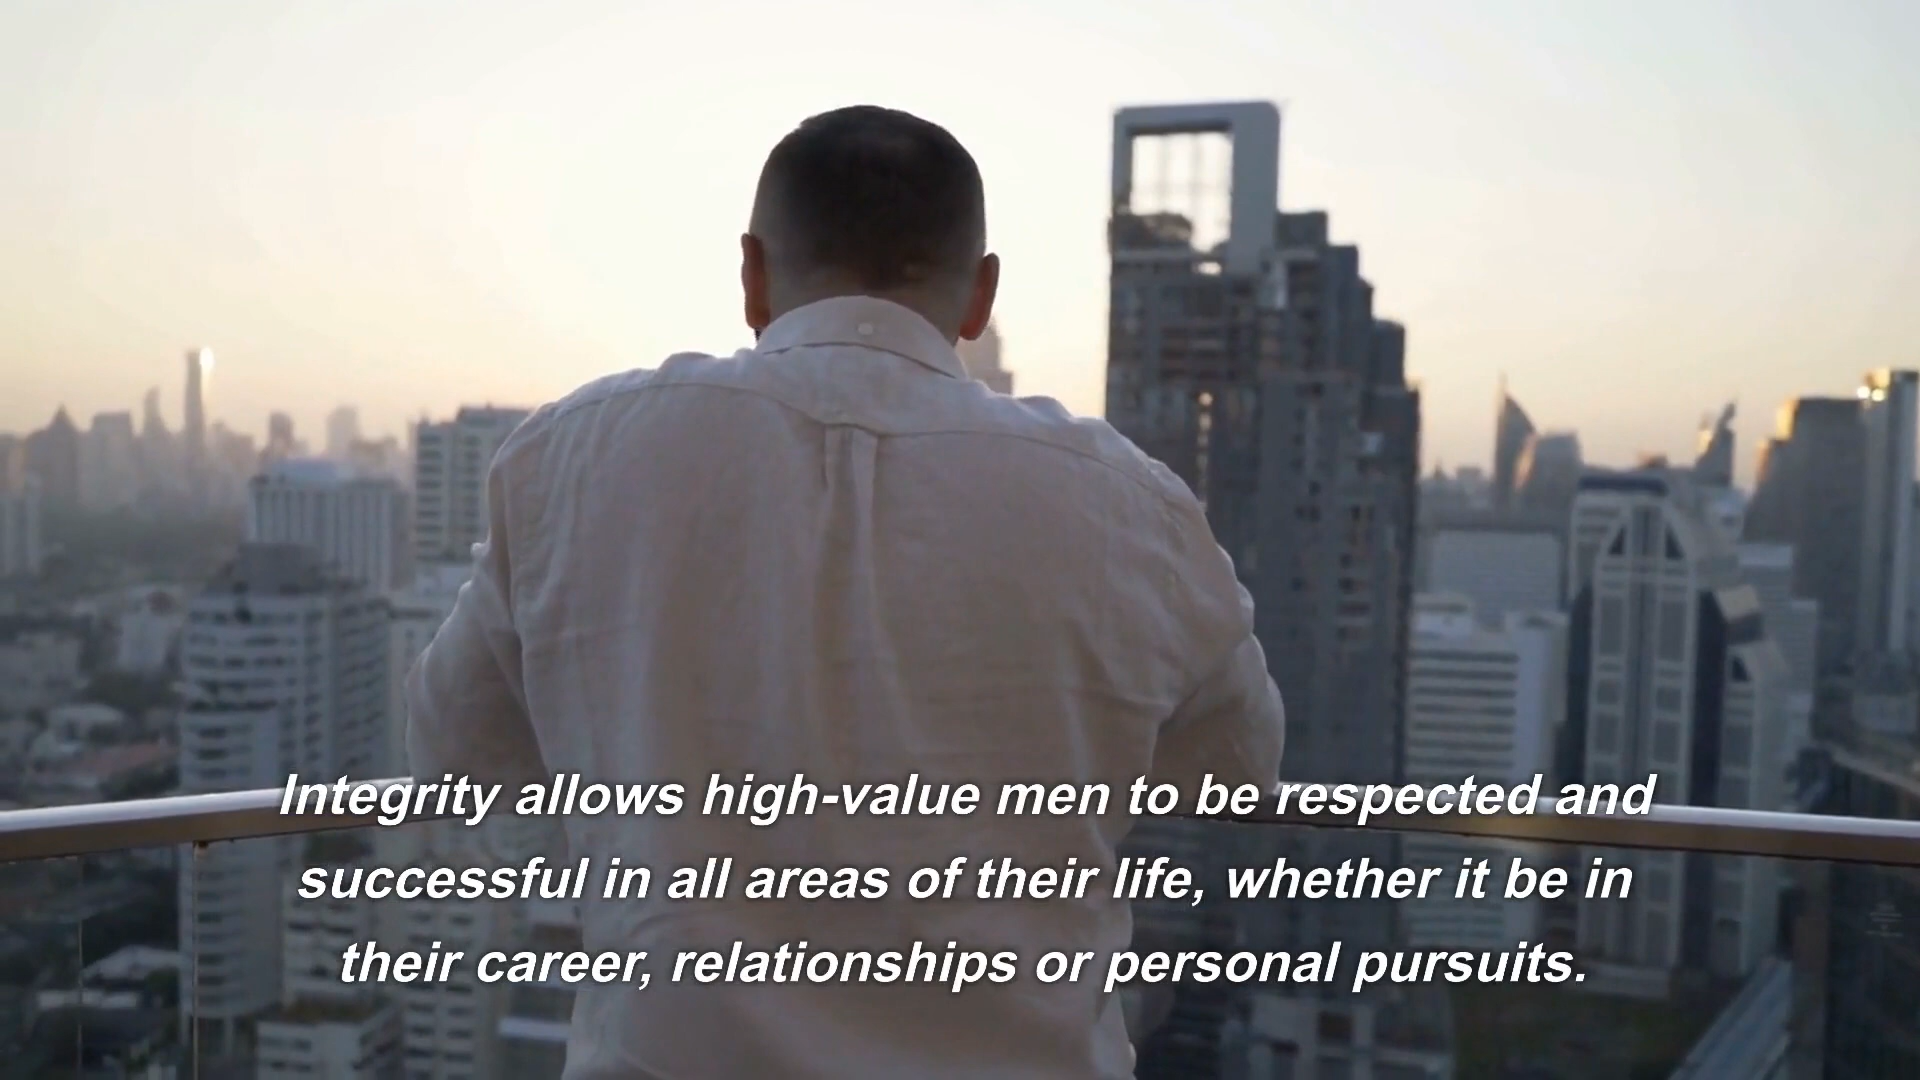 Integrity allows high-value men to be respected and
successful in all areas of their life, whether it be in
their career, relationships or personal pursuits.